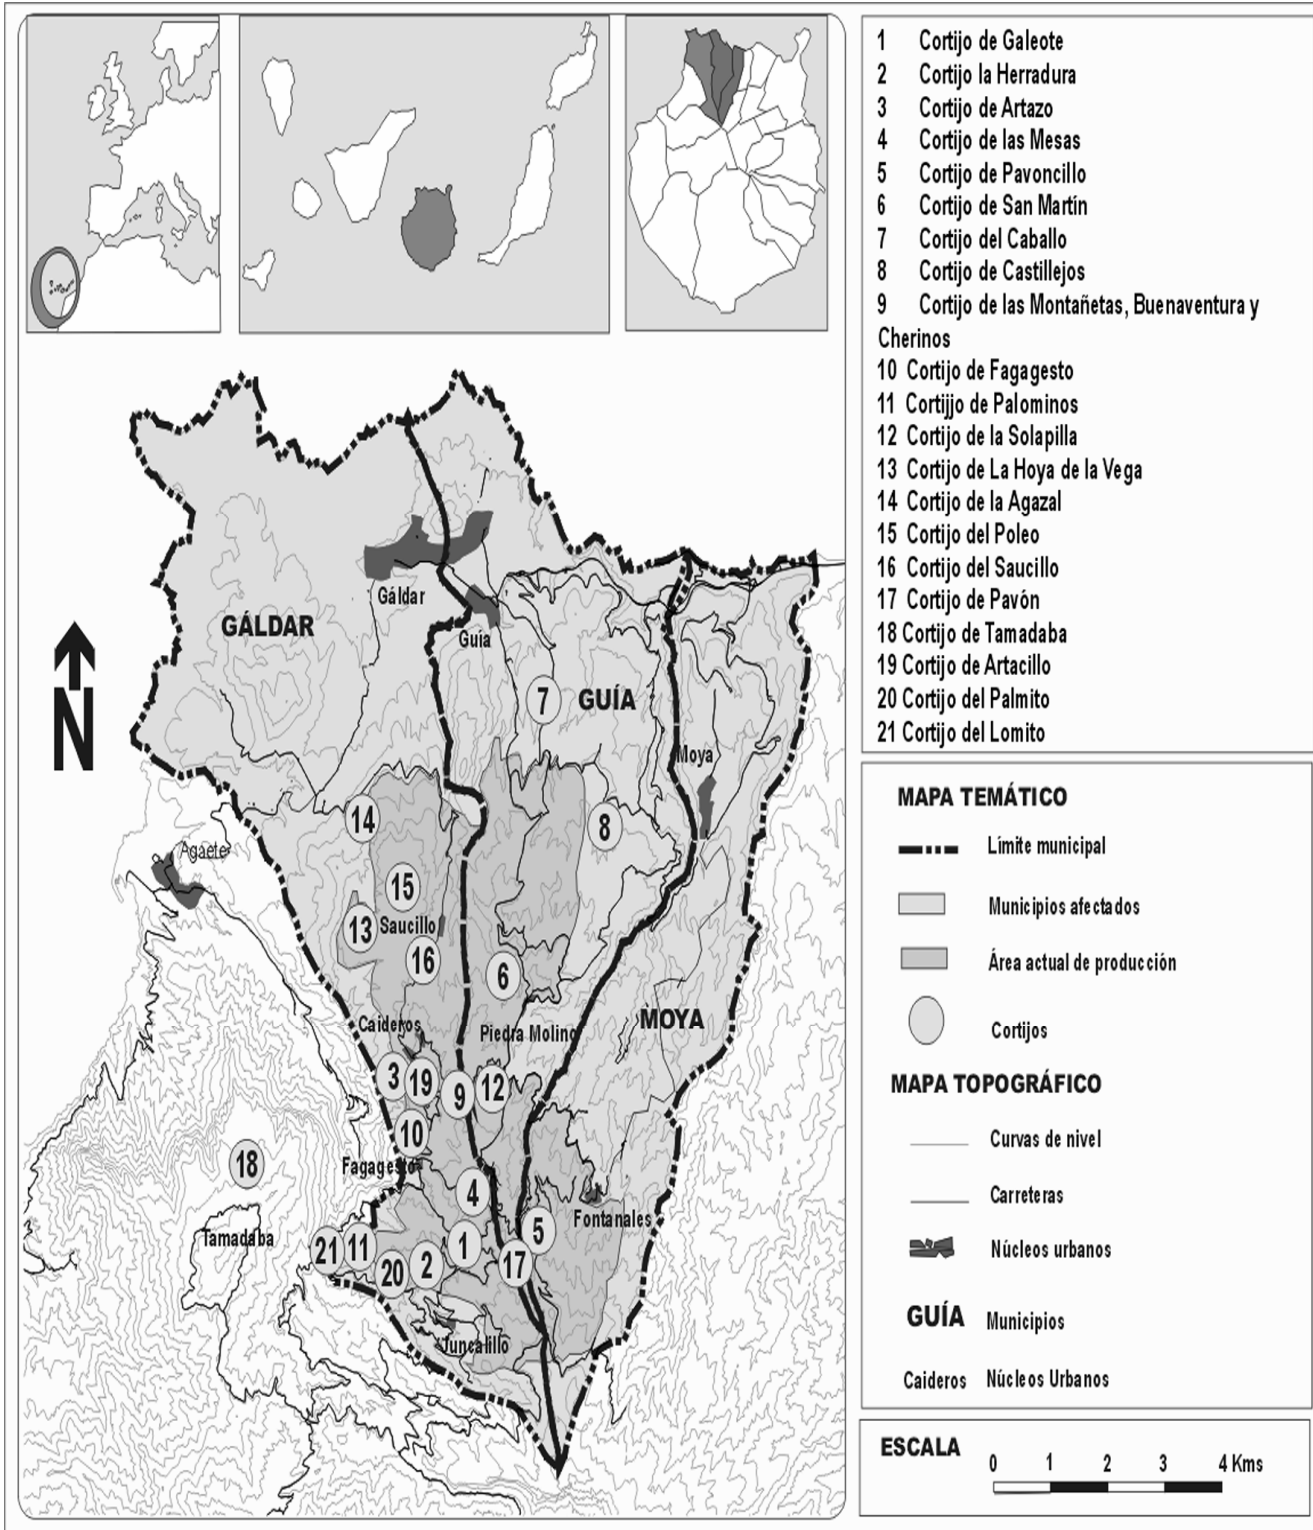 1 Cortijo de Galeote
2 Cortijo la Herradura
3 Cortijo de Artazo
4 Cortijo de las Mesas
5 Cortijo de Pavoncillo
6 Cortijo de San Martín
7 Cortijo del Caballo
8 Cortijo de Castillejos
9 Cortijo de las Montañetas, Buenaventura y
Cherinos
10 Cortijo de Fagagesto
11 Cortijjo de Palominos
12 Cortijo de la Solapilla
13 Cortijo de La Hoya de la Vega
14 Cortijo de la Agazal
15 Cortijo del Poleo
16 Cortijo del Saucillo
17 Cortijo de Pavón
18 Cortijo de Tamadaba
19 Cortijo de Artacillo
20 Cortijo del Palmito
21 Cortijo del Lomito
MAPA TEMÁTICO
Límite municipal
Municipios afectados
Área actual de producción
Cortijos
MAPA TOPOGRÁFICO
Curvas de nivel
Carreteras
Núcleos urbanos
GUÍA Municipios
Caideros Núcleos Urbanos
ESCALA
0 1 2 3 4 Kms
N
Gáldar
GÁLDAR
Guía
7
GUÍA
Moya
14
8
Agaete
15
13
Saucillo
16
6
Caideros
Piedra Molino
MOYA
3
19
9
12
10
18
Fagagesto
4
Tamadaba
Fontanales
5
21
11
1
20
2
17
Juncalillo